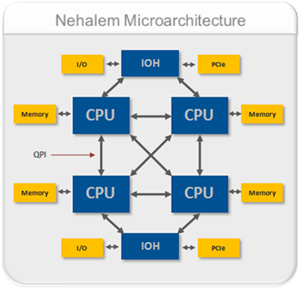 Nehalem Microarchitecture
I/O
IOH
PCIe
Memory
CPU
CPU
Memory
QPI
Memory
CPU
CPU
Memory
I/O
IOH
PCIe